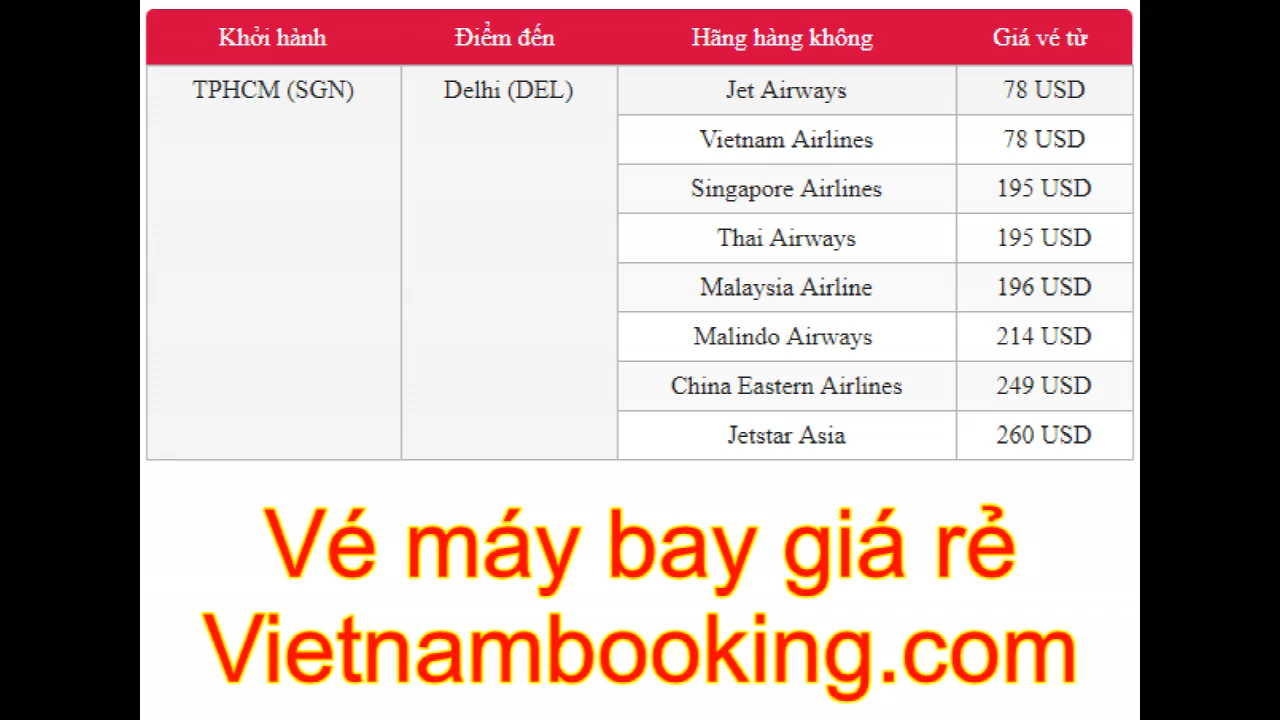 Khởi hành Điểm đến Hãng hàng không Giá vé từ
TPHCM (SGN) Delhi (DEL) Jet Airways 78 USD
Vietnam Airlines 78 USD
Singapore Airlines 195 USD
Thai Airways 195 USD
Malaysia Airline 196 USD
Malindo Airways 214 USD
China Eastern Airlines 249 USD
Jetstar Asia 260 USD
Vé máy bay giá rẻ
Vietnambooking.com